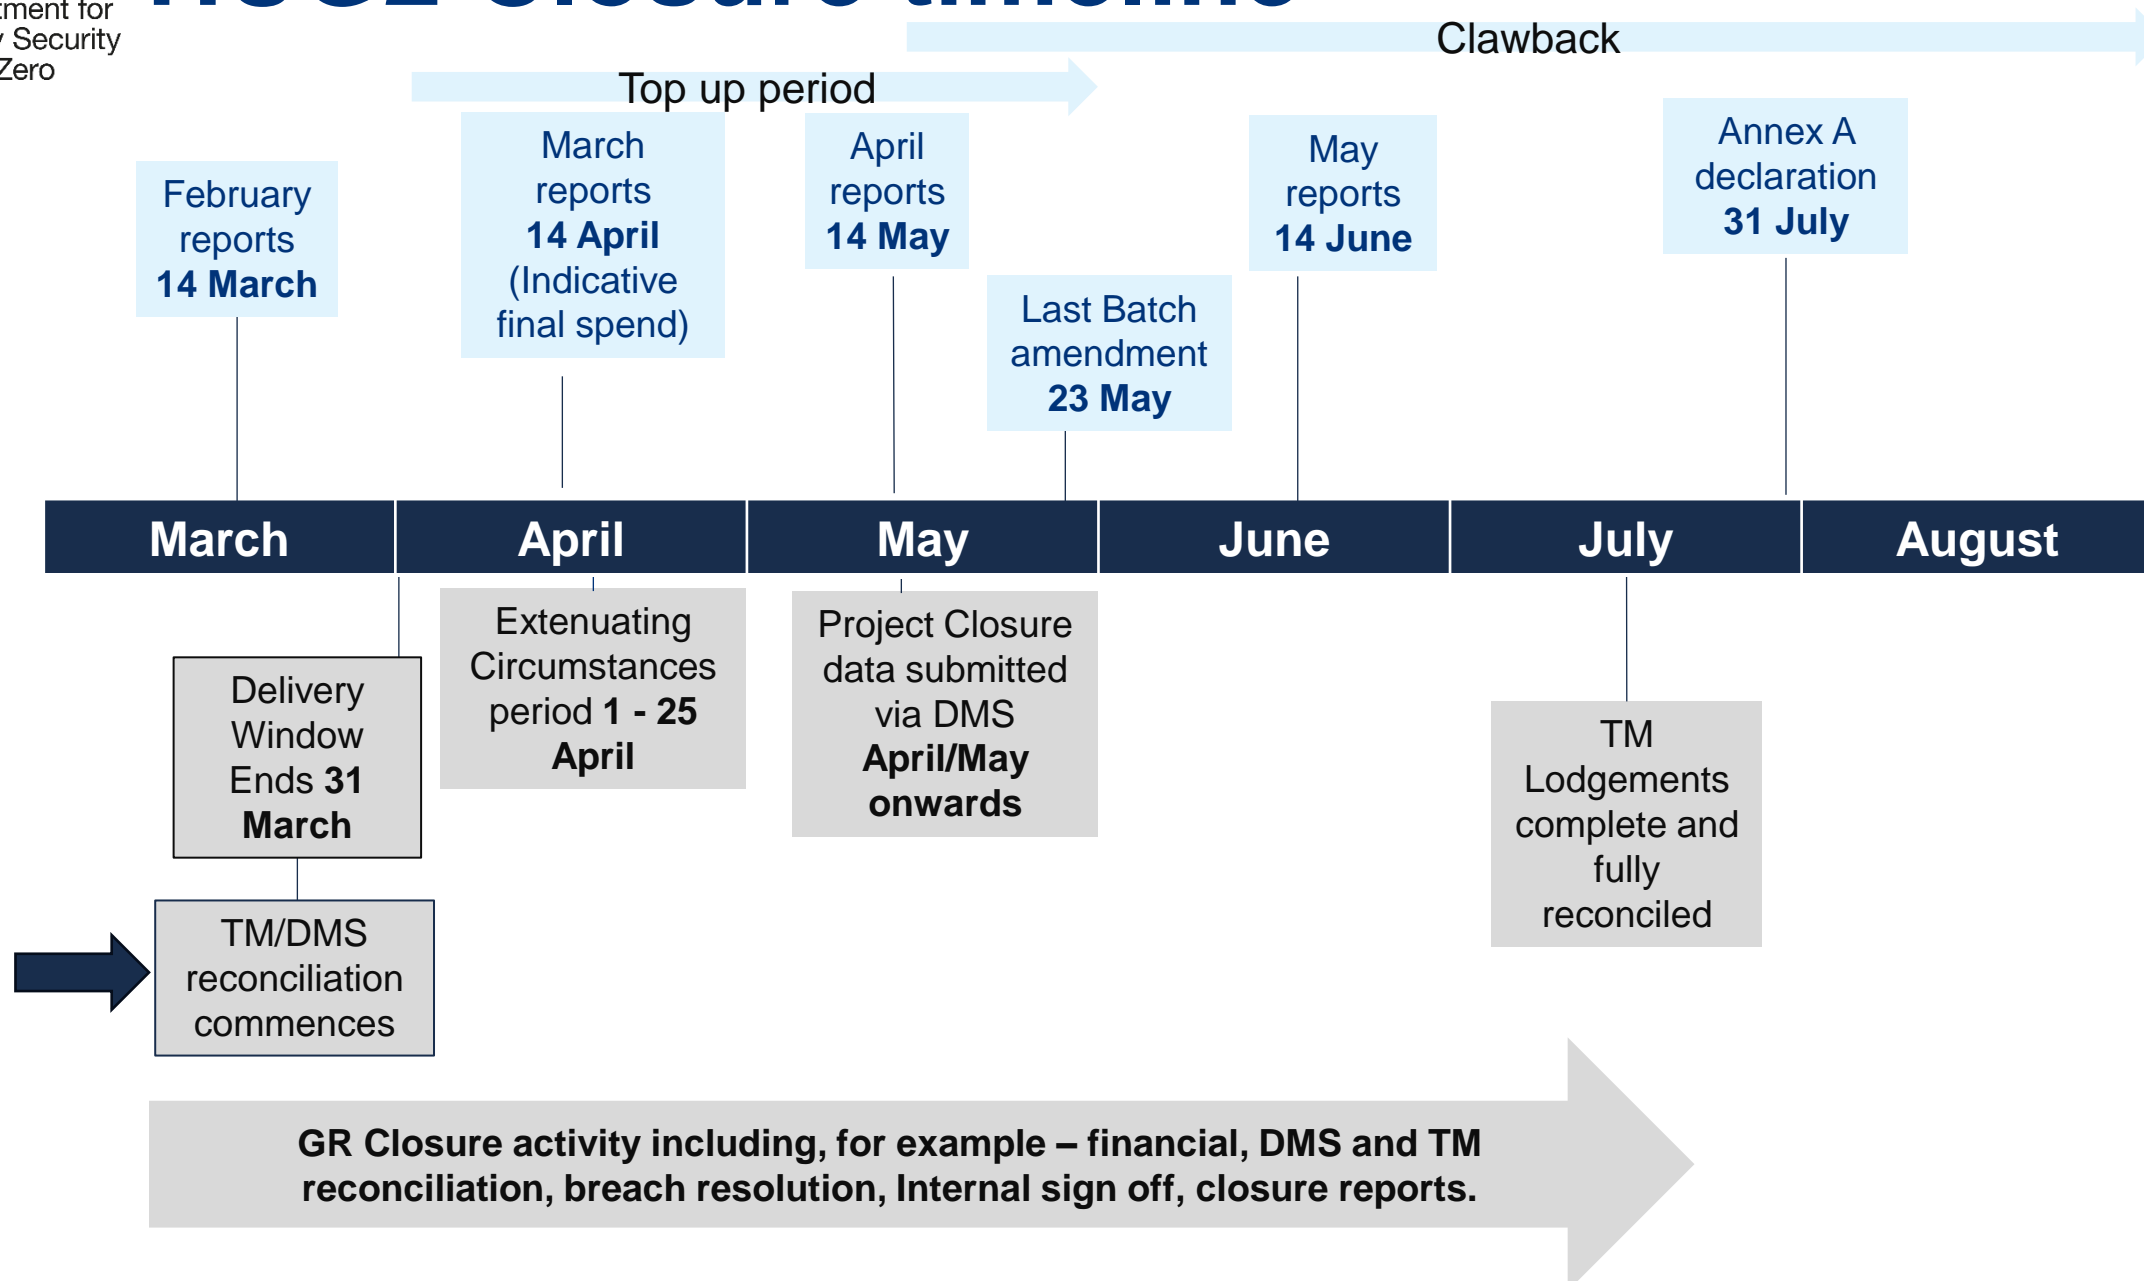 Security
Zero
Closure timeline
Clawback
Top up period
February
reports
14 March
March
reports
14 April
(Indicative
final spend)
April
reports
14 May
Last Batch
amendment
23 May
May
reports
14 June
Annex A
declaration
31 July
March
April
May
June
July
August
Delivery
Window
Ends 31
March
TM/DMS
reconciliation
commences
Extenuating
Circumstances
period 1 - 25
April
Project Closure
data submitted
via DMS
April/May
onwards
TM
Lodgements
complete and
fully
reconciled
GR Closure activity including, for example – financial, DMS and TM
reconciliation, breach resolution, Internal sign off, closure reports.